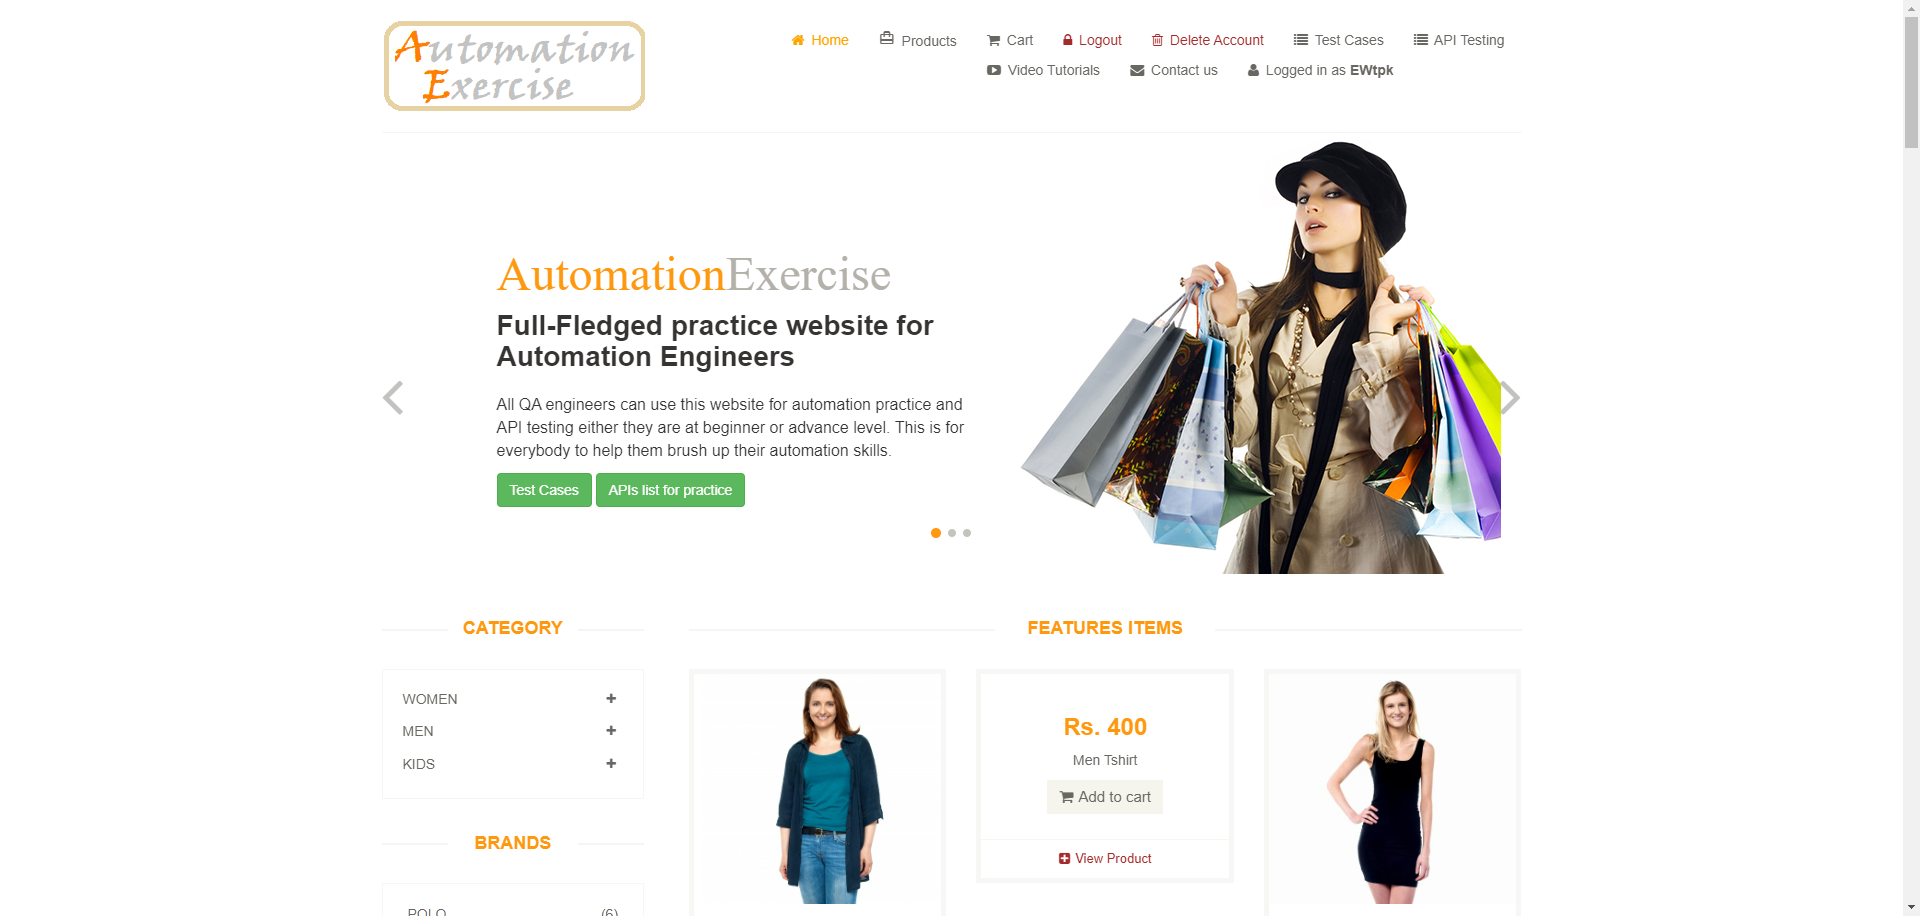 Automation
Exercise
Home
Products
Cart
Logout
Delete Account
Test Cases
API Testing
Video Tutorials
Contact us
Logged in as EWtpk
AutomationExercise
Full-Fledged practice website for
Automation Engineers
All QA engineers can use this website for automation practice and
API testing either they are at beginner or advance level. This is for
everybody to help them brush up their automation skills.
Test Cases
APIs list for practice
CATEGORY
WOMEN
MEN
KIDS
BRANDS
POLO (6)
FEATURES ITEMS
Rs. 400
Men Tshirt
Add to cart
View Product